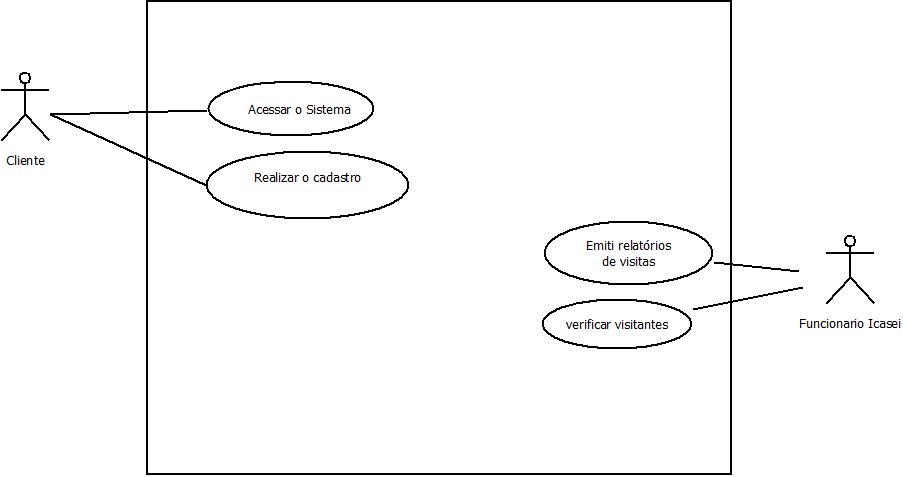 Acessar o Sistema
Cliente
Realizar o cadastro
Emiti relatórios
de visitas
verificar visitantes
Funcionario Icasei